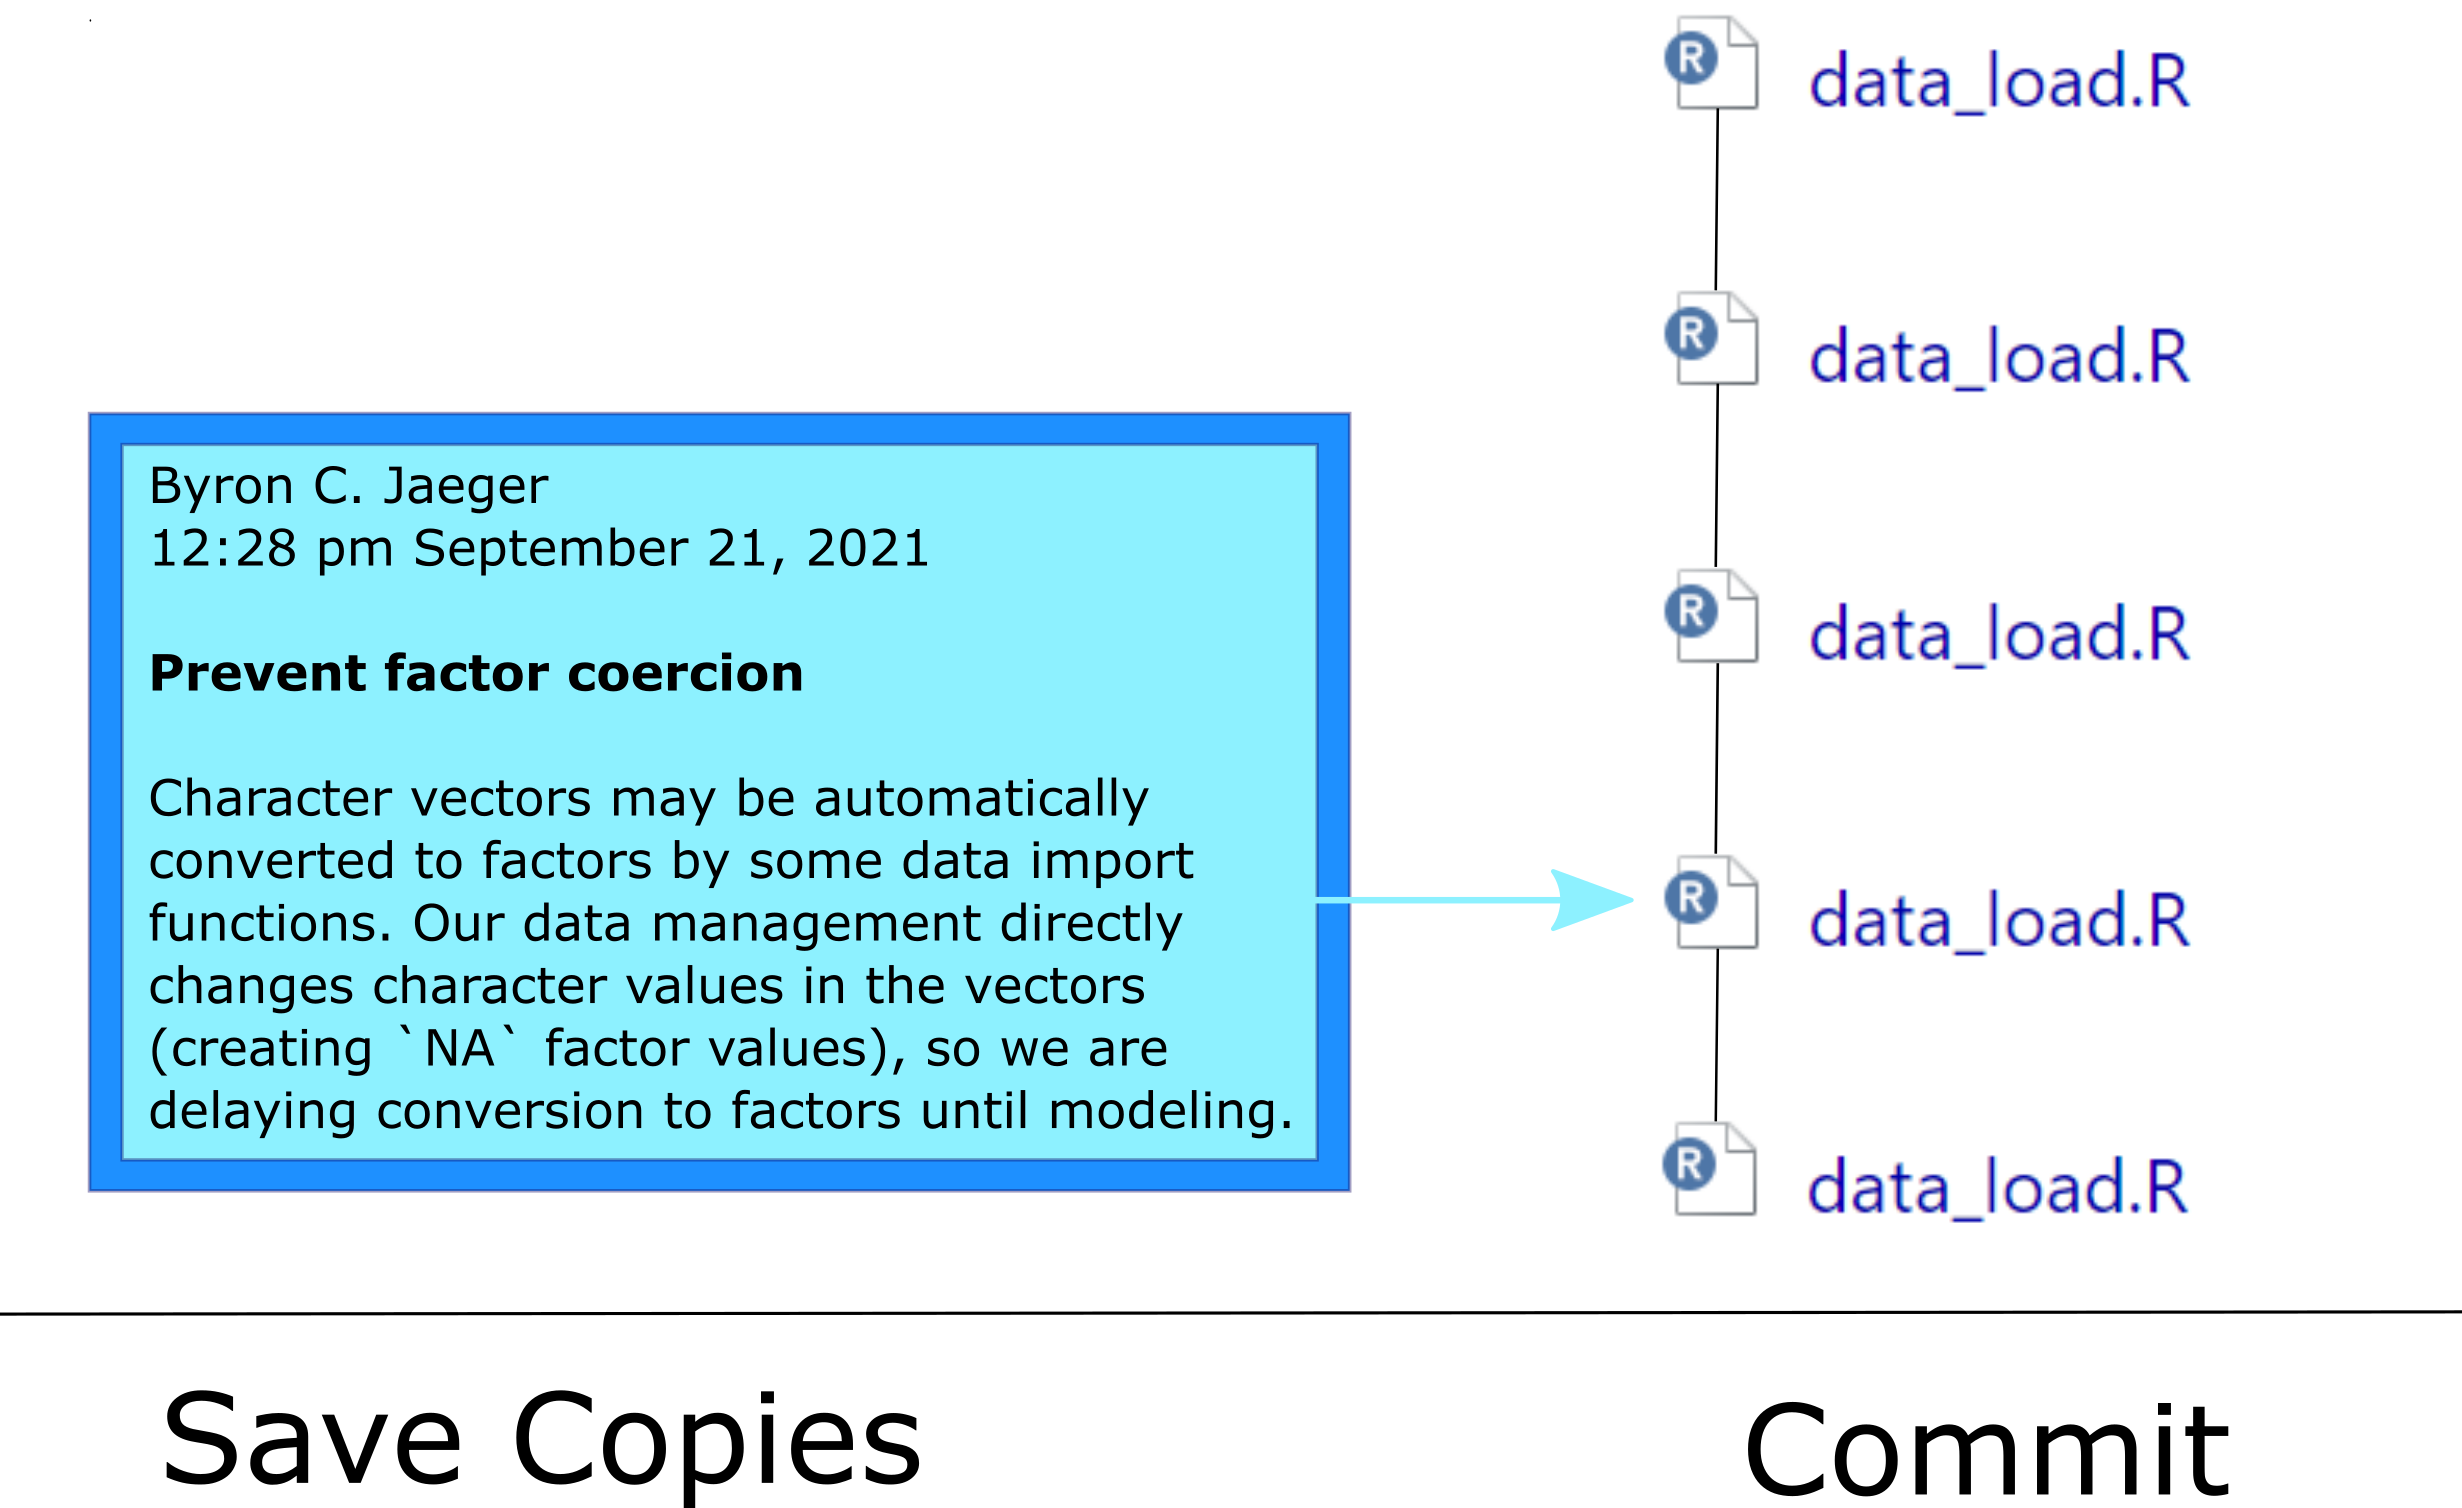 data_load.R
data_load.R
Byron C. Jaeger
12:28 pm September 21, 2021
Prevent factor coercion
Character vectors may be automatically
converted to factors by some data import
functions. Our data management directly
changes character values in the vectors
(creating `NA` factor values), so we are
delaying conversion to factors until modeling.
data_load.R
data_load.R
data_load.R
Save Copies
Commit
R
R
R
R
R